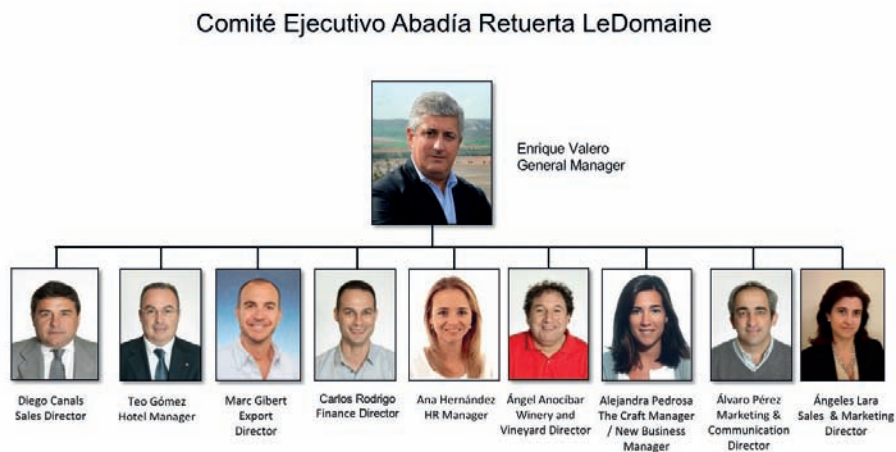 Comité Ejecutivo Abadía Retuerta LeDomaine
Enrique Valero
General Manager
Diego Canals
Sales Director
Teo Gómez
Hotel Manager
Marc Gibert
Export
Director
Carlos Rodrigo
Finance Director
Ana Hernández
HR Manager
Ángel Anocíbar
Winery and
Vineyard Director
Alejandra Pedrosa
The Craft Manager
/ New Business
Manager
Álvaro Pérez
Marketing &
Communication
Director
Ángeles Lara
Sales & Marketing
Director